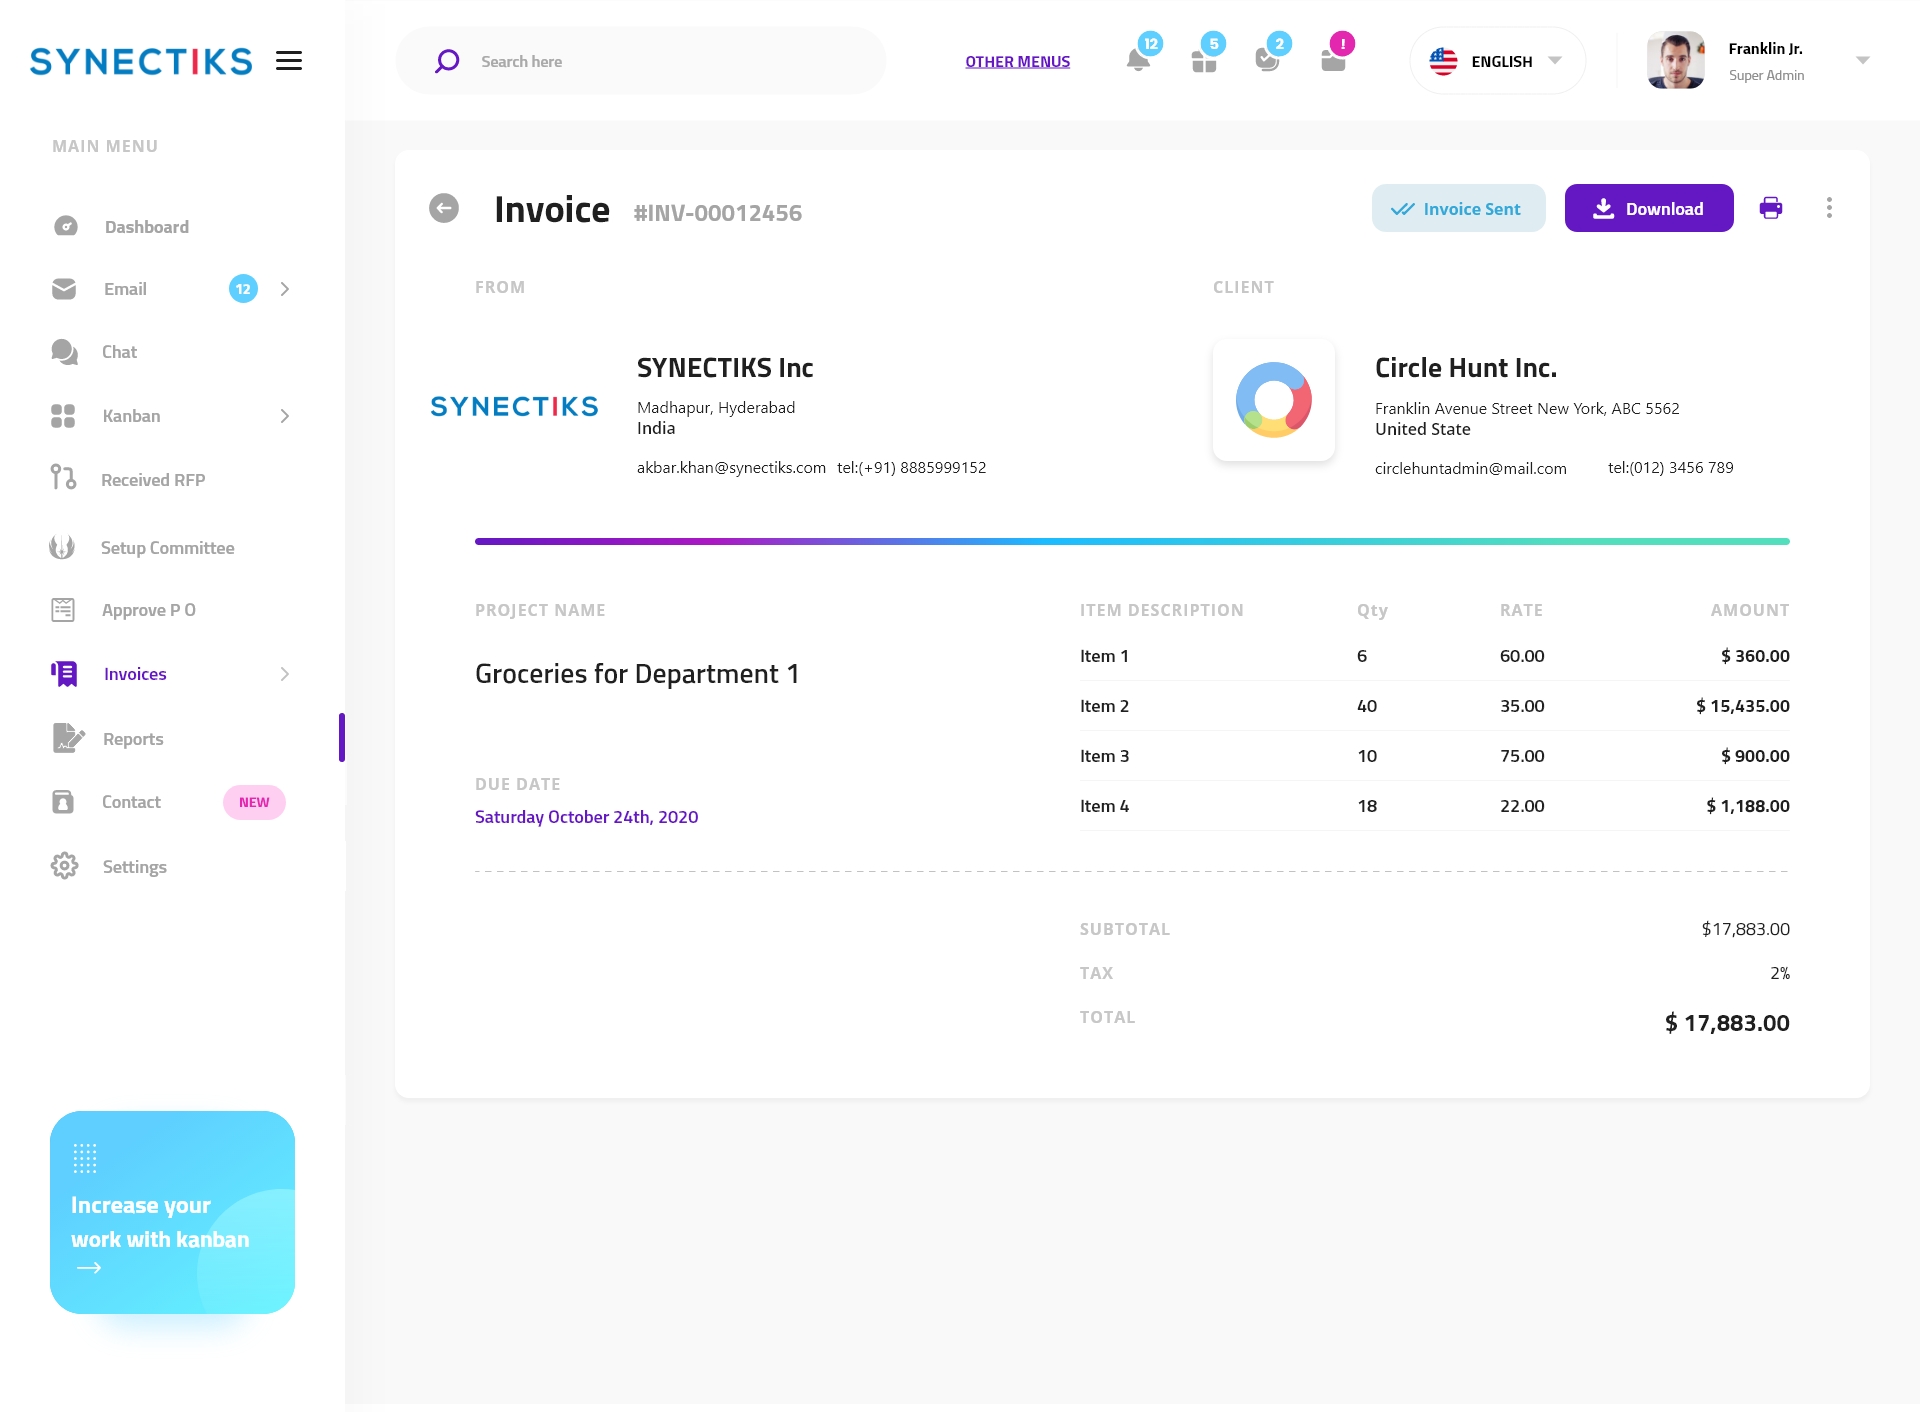 SYNECTIKS
Search here
OTHER MENUS
12
5
2
!
ENGLISH
Franklin Jr.
Super Admin
MAIN MENU
Dashboard
Email 12
Chat
Kanban
Received RFP
Setup Committee
Approve P O
Invoices
Reports
Contact NEW
Settings
Increase your
work with kanban
Invoice #INV-00012456
Invoice Sent
Download
FROM
SYNECTIKS
SYNECTIKS Inc
Madhapur, Hyderabad
India
akbar.khan@synectiks.com tel:(+91) 8885999152
CLIENT
Circle Hunt Inc.
Franklin Avenue Street New York, ABC 5562
United State
circlehuntadmin@mail.com tel:(012) 3456 789
PROJECT NAME
Groceries for Department 1
DUE DATE
Saturday October 24th, 2020
ITEM DESCRIPTION Qty RATE AMOUNT
Item 1 6 60.00 $ 360.00
Item 2 40 35.00 $ 15,435.00
Item 3 10 75.00 $ 900.00
Item 4 18 22.00 $ 1,188.00
SUBTOTAL $17,883.00
TAX 2%
TOTAL $ 17,883.00